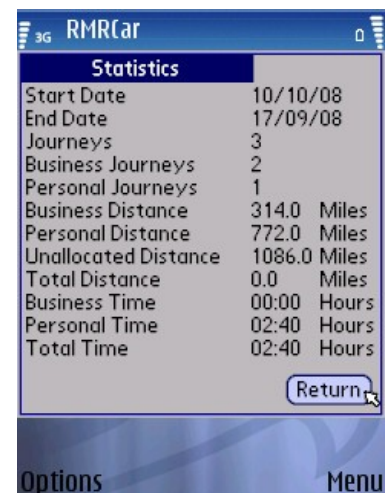 3G RMRCar
Statistics
Start Date 10/10/08
End Date 17/09/08
Journeys 3
Business Journeys 2
Personal Journeys 1
Business Distance 314.0 Miles
Personal Distance 772.0 Miles
Unallocated Distance 1086.0 Miles
Total Distance 0.0 Miles
Business Time 00:00 Hours
Personal Time 02:40 Hours
Total Time 02:40 Hours
Return
Options Menu